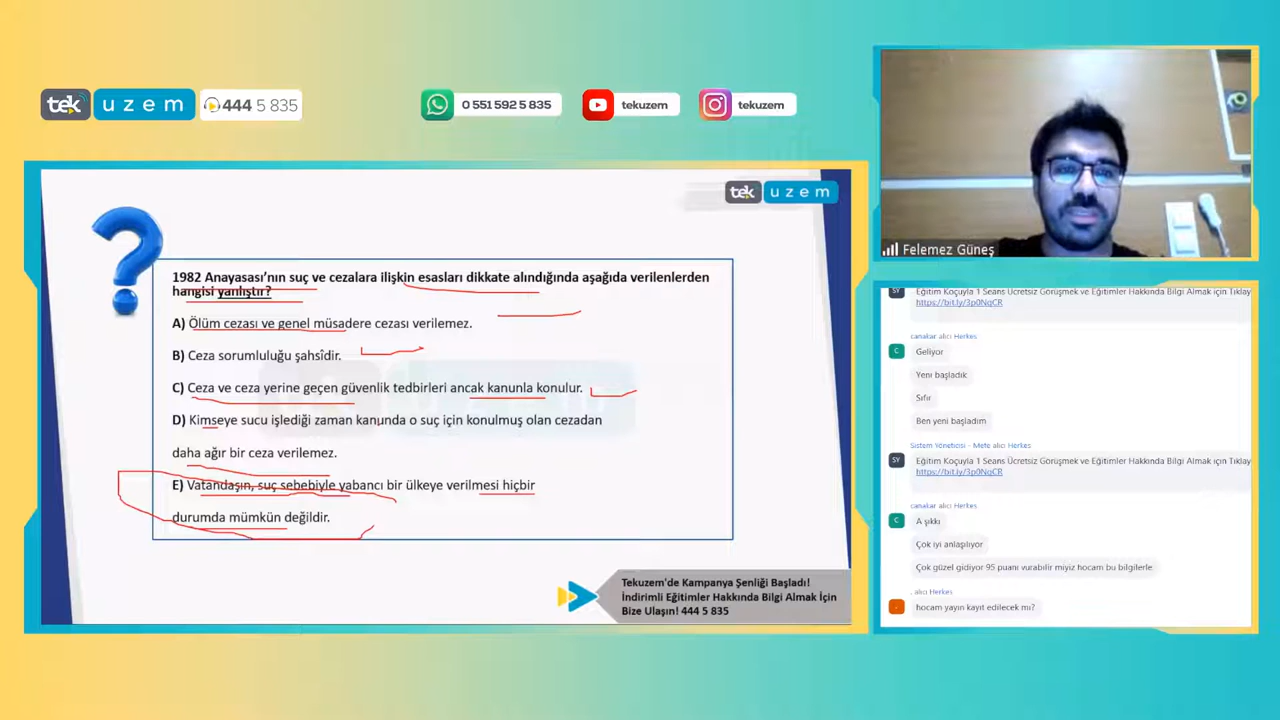 tek uzem 444 5 835
0 551 592 5 835
tekuzem
tekuzem
tek uzem
1982 Anayasası’nın suç ve cezalara ilişkin esasları dikkate alındığında aşağıda verilenlerden
hangisi yanlıştır?
A) Ölüm cezası ve genel müsadere cezası verilemez.
B) Ceza sorumluluğu şahsîdir.
C) Ceza ve ceza yerine geçen güvenlik tedbirleri ancak kanunla konulur.
D) Kimseye sucu işlediği zaman kanunda o suç için konulmuş olan cezadan
daha ağır bir ceza verilemez.
E) Vatandaşın, suç sebebiyle yabancı bir ülkeye verilmesi hiçbir
durumda mümkün değildir.
Tekuzem'de Kampanya Şenliği Başladı!
İndirimli Eğitimler Hakkında Bilgi Almak İçin
Bize Ulaşın! 444 5 835
Felemez Güneş
SY
Eğitim Koçuyla 1 Seans Ücretsiz Görüşmek ve Eğitimler Hakkında Bilgi Almak için Tıklay
https://bit.ly/3p0NqCR
canakar alıcı Herkes
C
Geliyor
Yeni başladık
Sıfır
Ben yeni başladım
Sistem Yöneticisi - Mete alıcı Herkes
SY
Eğitim Koçuyla 1 Seans Ücretsiz Görüşmek ve Eğitimler Hakkında Bilgi Almak için Tıklay
https://bit.ly/3p0NqCR
canakar alıcı Herkes
C
A şıkkı
Çok iyi anlaşılıyor
Çok güzel gidiyor 95 puanı vurabilir miyiz hocam bu bilgilerle
. alıcı Herkes
hocam yayın kayıt edilecek mı?